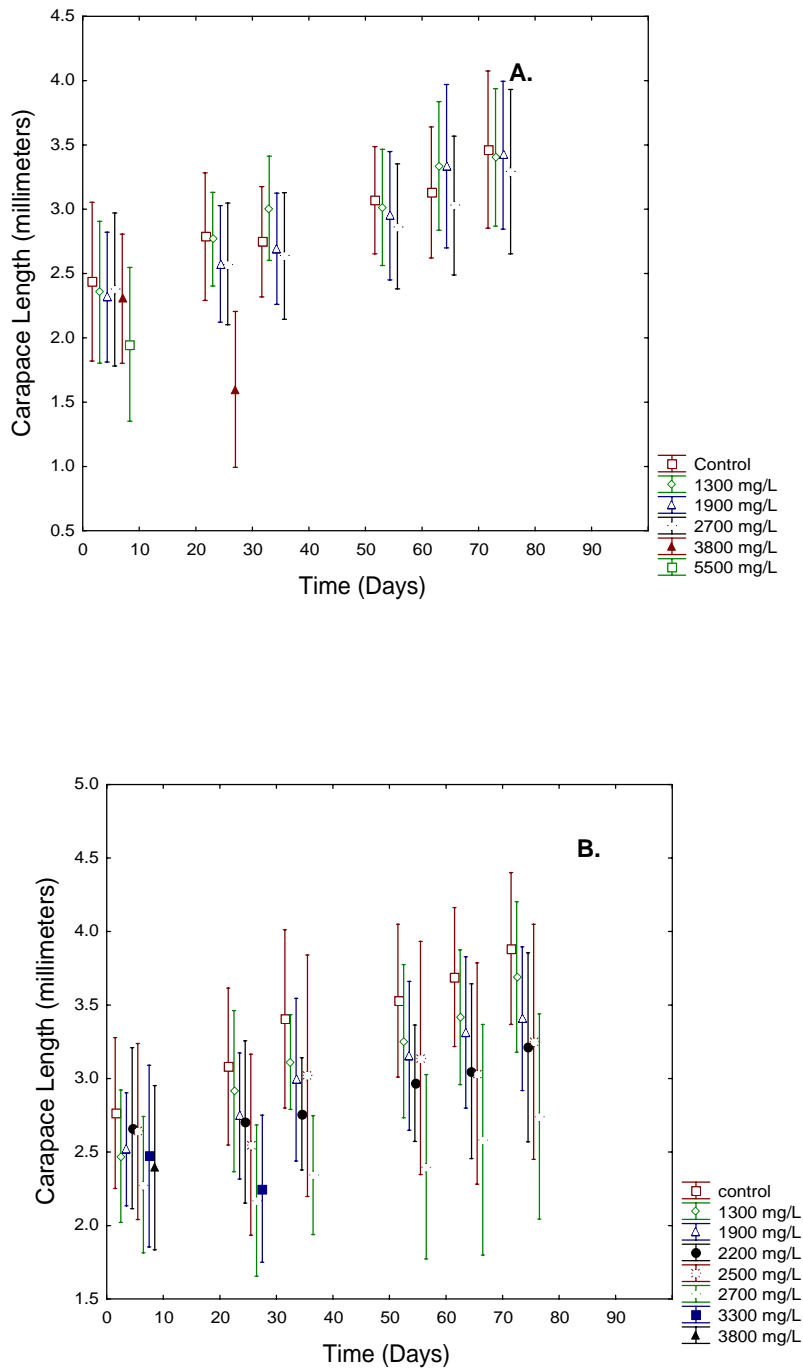 4.5
A.
4.0
3.5
3.0
2.5
2.0
1.5
1.0
0.5
Carapace Length (millimeters)
0 10 20 30 40 50 60 70 80 90
Time (Days)
Control
1300 mg/L
1900 mg/L
2700 mg/L
3800 mg/L
5500 mg/L
5.0
B.
4.5
4.0
3.5
3.0
2.5
2.0
1.5
Carapace Length (millimeters)
0 10 20 30 40 50 60 70 80 90
Time (Days)
control
1300 mg/L
1900 mg/L
2200 mg/L
2500 mg/L
2700 mg/L
3300 mg/L
3800 mg/L